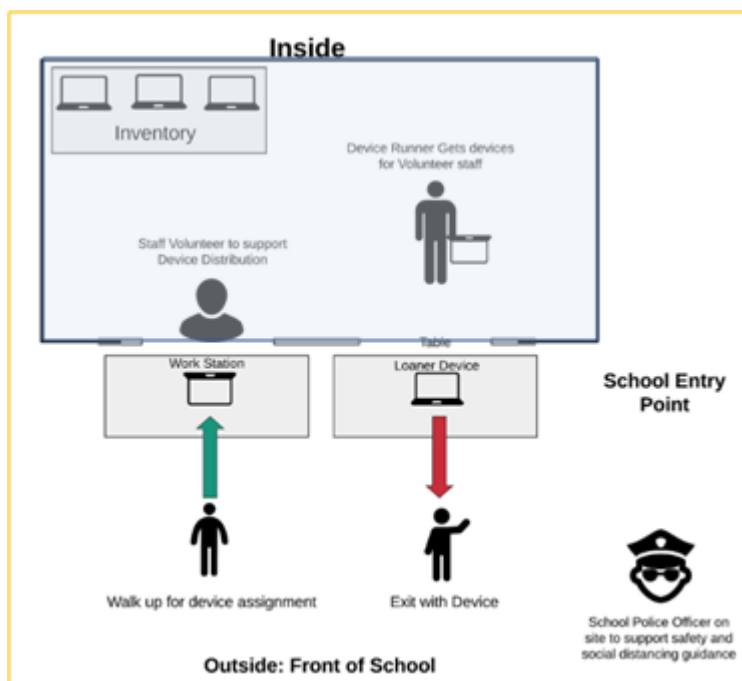 Inside
Inventory
Device Runner Gets devices
for Volunteer staff
Staff Volunteer to support
Device Distribution
Table
Work Station
Loaner Device
School Entry
Point
Walk up for device assignment
Exit with Device
School Police Officer on
site to support safety and
social distancing guidance
Outside: Front of School